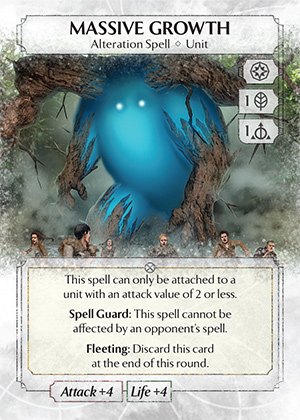 MASSIVE GROWTH
Alteration Spell ◇ Unit
1
1
This spell can only be attached to a
unit with an attack value of 2 or less.
Spell Guard: This spell cannot be
affected by an opponent's spell.
Fleeting: Discard this card
at the end of this round.
Attack +4 Life +4